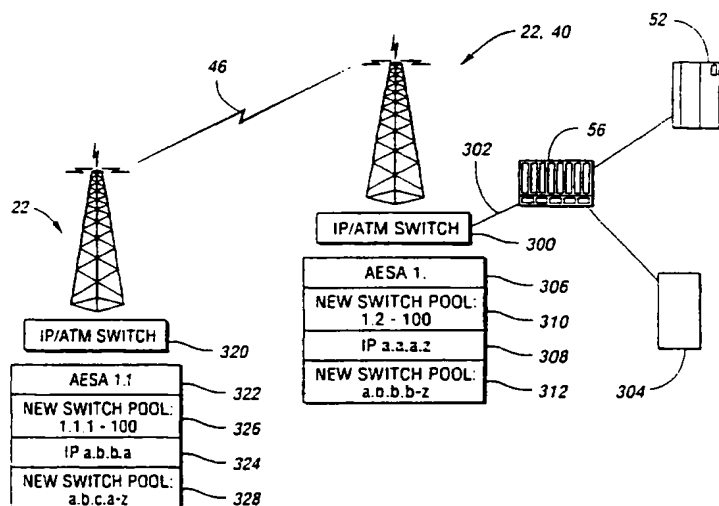 46
22, 40
52
56
302
22
IP/ATM SWITCH
300
AESA 1.
306
NEW SWITCH POOL:
1.2 - 100
310
IP a.a.a.z
308
NEW SWITCH POOL:
a.b.b.b-z
312
304
IP/ATM SWITCH
320
AESA 1.1
322
NEW SWITCH POOL:
1.1.1 - 100
326
IP a.b.b.a
324
NEW SWITCH POOL:
a.b.c.a-z
328